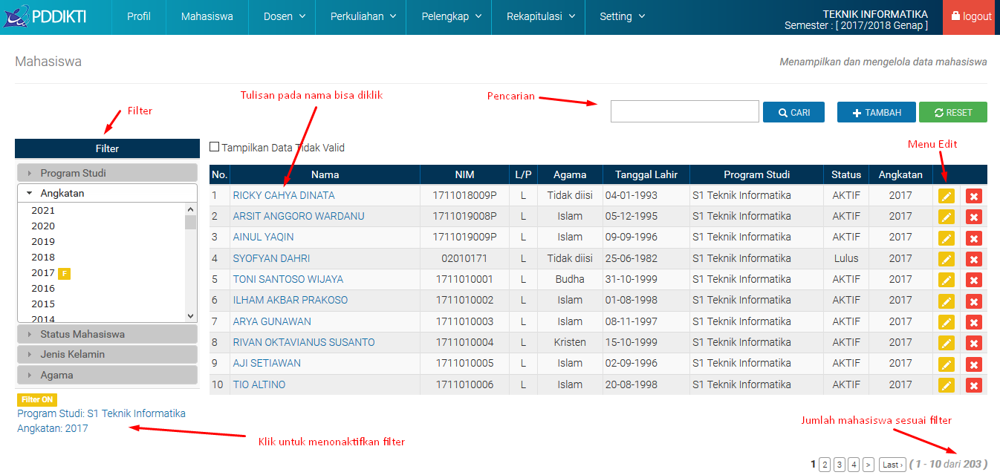 PDDIKTI Profil Mahasiswa Dosen Perkuliahan Pelengkap Rekapitulasi Setting TEKNIK INFORMATIKA logout
Semester : [ 2017/2018 Genap ]
Mahasiswa Menampilkan dan mengelola data mahasiswa
Tulisan pada nama bisa diklik Pencarian
Filter CARI TAMBAH RESET
Menu Edit
Filter
Tampilkan Data Tidak Valid
Program Studi
Angkatan
2021
2020
2019
2018
2017 F
2016
2015
2014
Status Mahasiswa
Jenis Kelamin
Agama
Filter ON
Program Studi: S1 Teknik Informatika
Angkatan: 2017
Klik untuk menonaktifkan filter
No. Nama NIM L/P Agama Tanggal Lahir Program Studi Status Angkatan
1 RICKY CAHYA DINATA 1711018009P L Tidak diisi 04-01-1993 S1 Teknik Informatika AKTIF 2017
2 ARSIT ANGGORO WARDANU 1711019008P L Islam 05-12-1995 S1 Teknik Informatika AKTIF 2017
3 AINUL YAQIN 1711019009P L Islam 09-09-1996 S1 Teknik Informatika AKTIF 2017
4 SYOFYAN DAHRI 02010171 L Tidak diisi 25-06-1982 S1 Teknik Informatika Lulus 2017
5 TONI SANTOSO WIJAYA 1711010001 L Budha 31-10-1999 S1 Teknik Informatika AKTIF 2017
6 ILHAM AKBAR PRAKOSO 1711010002 L Islam 01-08-1998 S1 Teknik Informatika AKTIF 2017
7 ARYA GUNAWAN 1711010003 L Islam 08-11-1997 S1 Teknik Informatika AKTIF 2017
8 RIVAN OKTAVIANUS SUSANTO 1711010004 L Kristen 15-10-1999 S1 Teknik Informatika AKTIF 2017
9 AJI SETIAWAN 1711010005 L Islam 02-09-1996 S1 Teknik Informatika AKTIF 2017
10 TIO ALTINO 1711010006 L Islam 20-08-1998 S1 Teknik Informatika AKTIF 2017
Jumlah mahasiswa sesuai filter
1 2 3 4 > Last › ( 1 - 10 dari 203 )